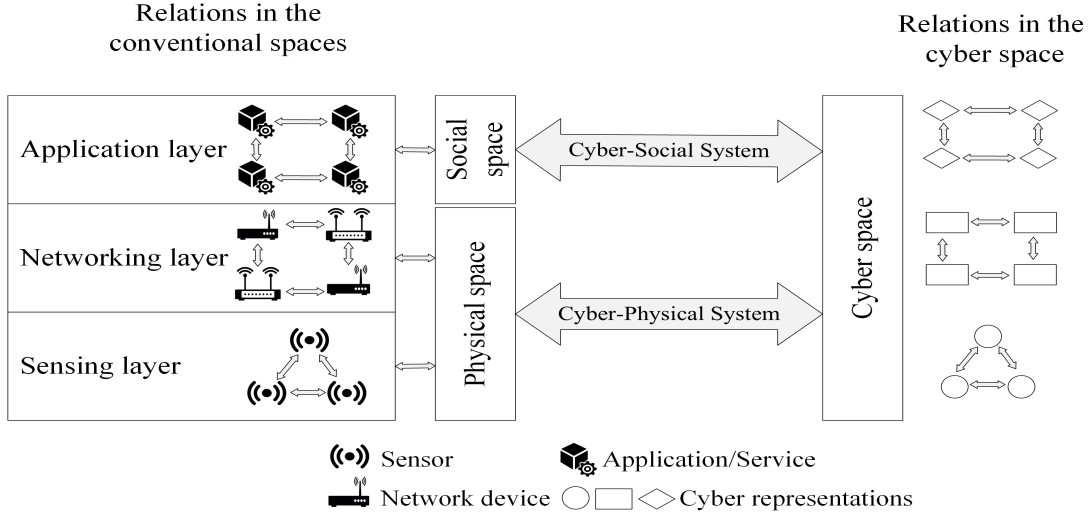 Relations in the
conventional spaces
Relations in the
cyber space
Application layer
Social
space
Cyber-Social System
Networking layer
Physical space
Cyber space
Cyber-Physical System
Sensing layer
Sensor
Application/Service
Network device
Cyber representations